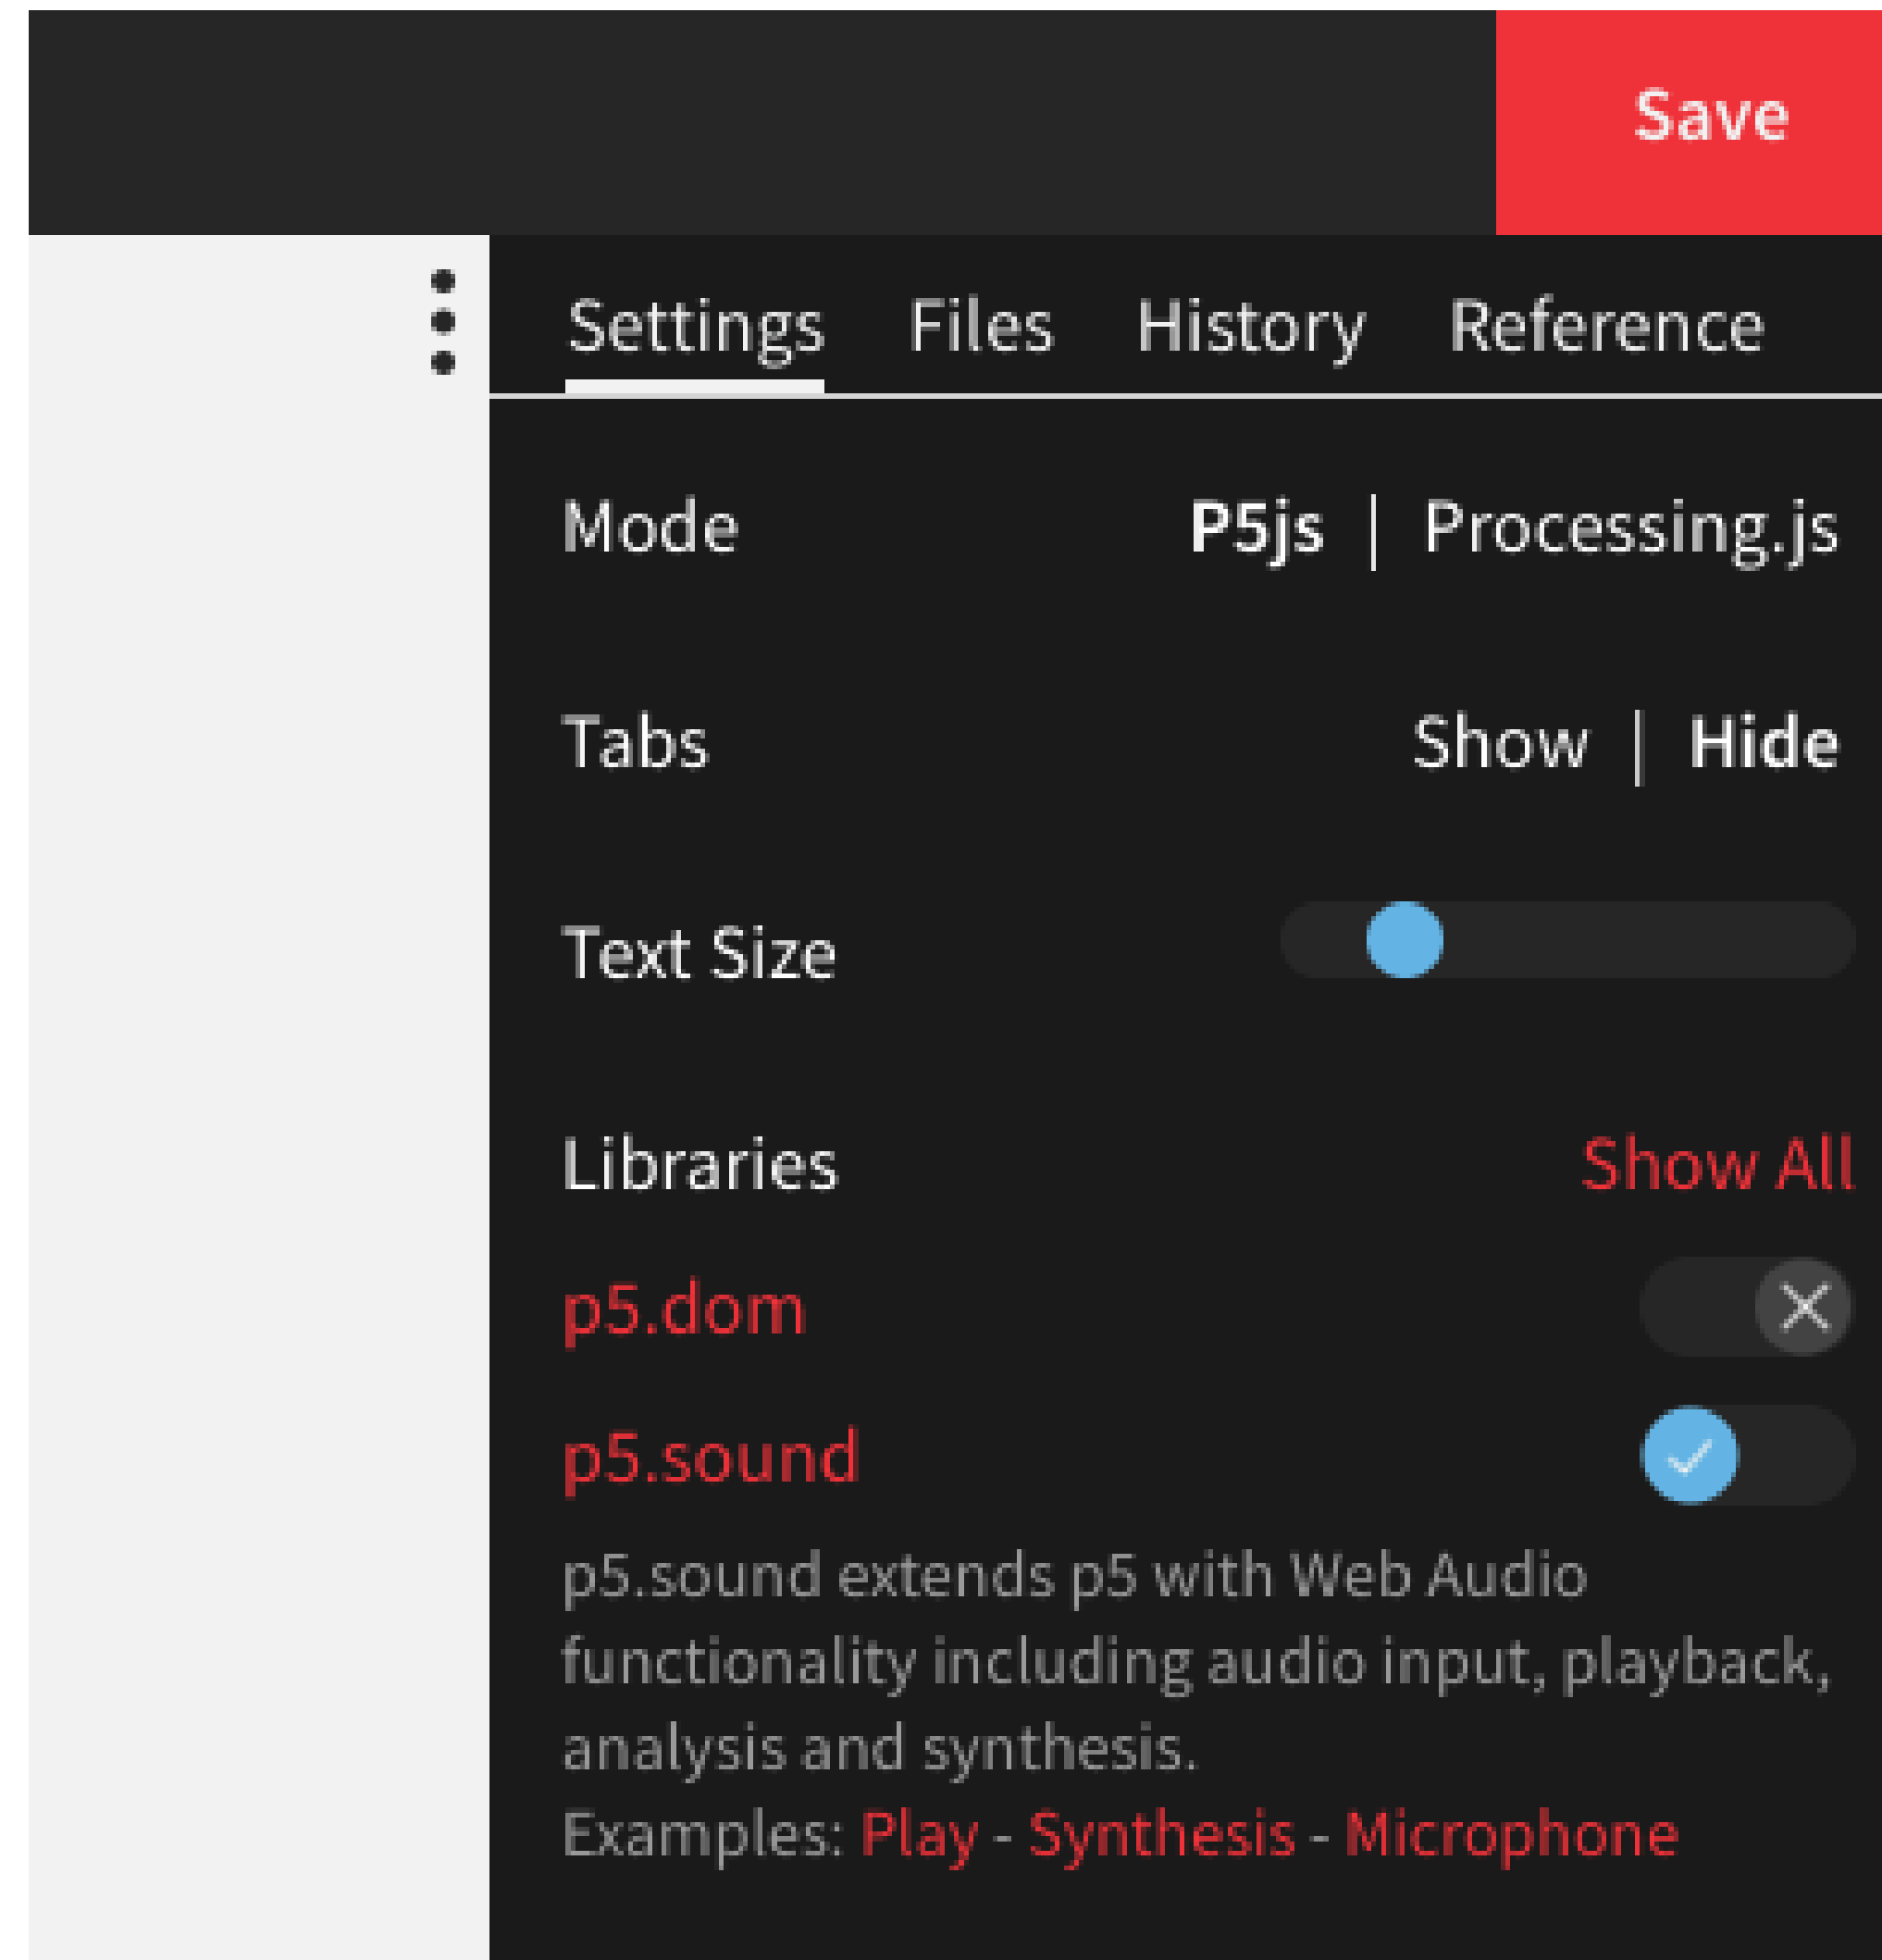 Save
Settings Files History Reference
Mode P5js | Processing.js
Tabs Show | Hide
Text Size
Libraries Show All
p5.dom
p5.sound
p5.sound extends p5 with Web Audio
functionality including audio input, playback,
analysis and synthesis.
Examples: Play - Synthesis - Microphone